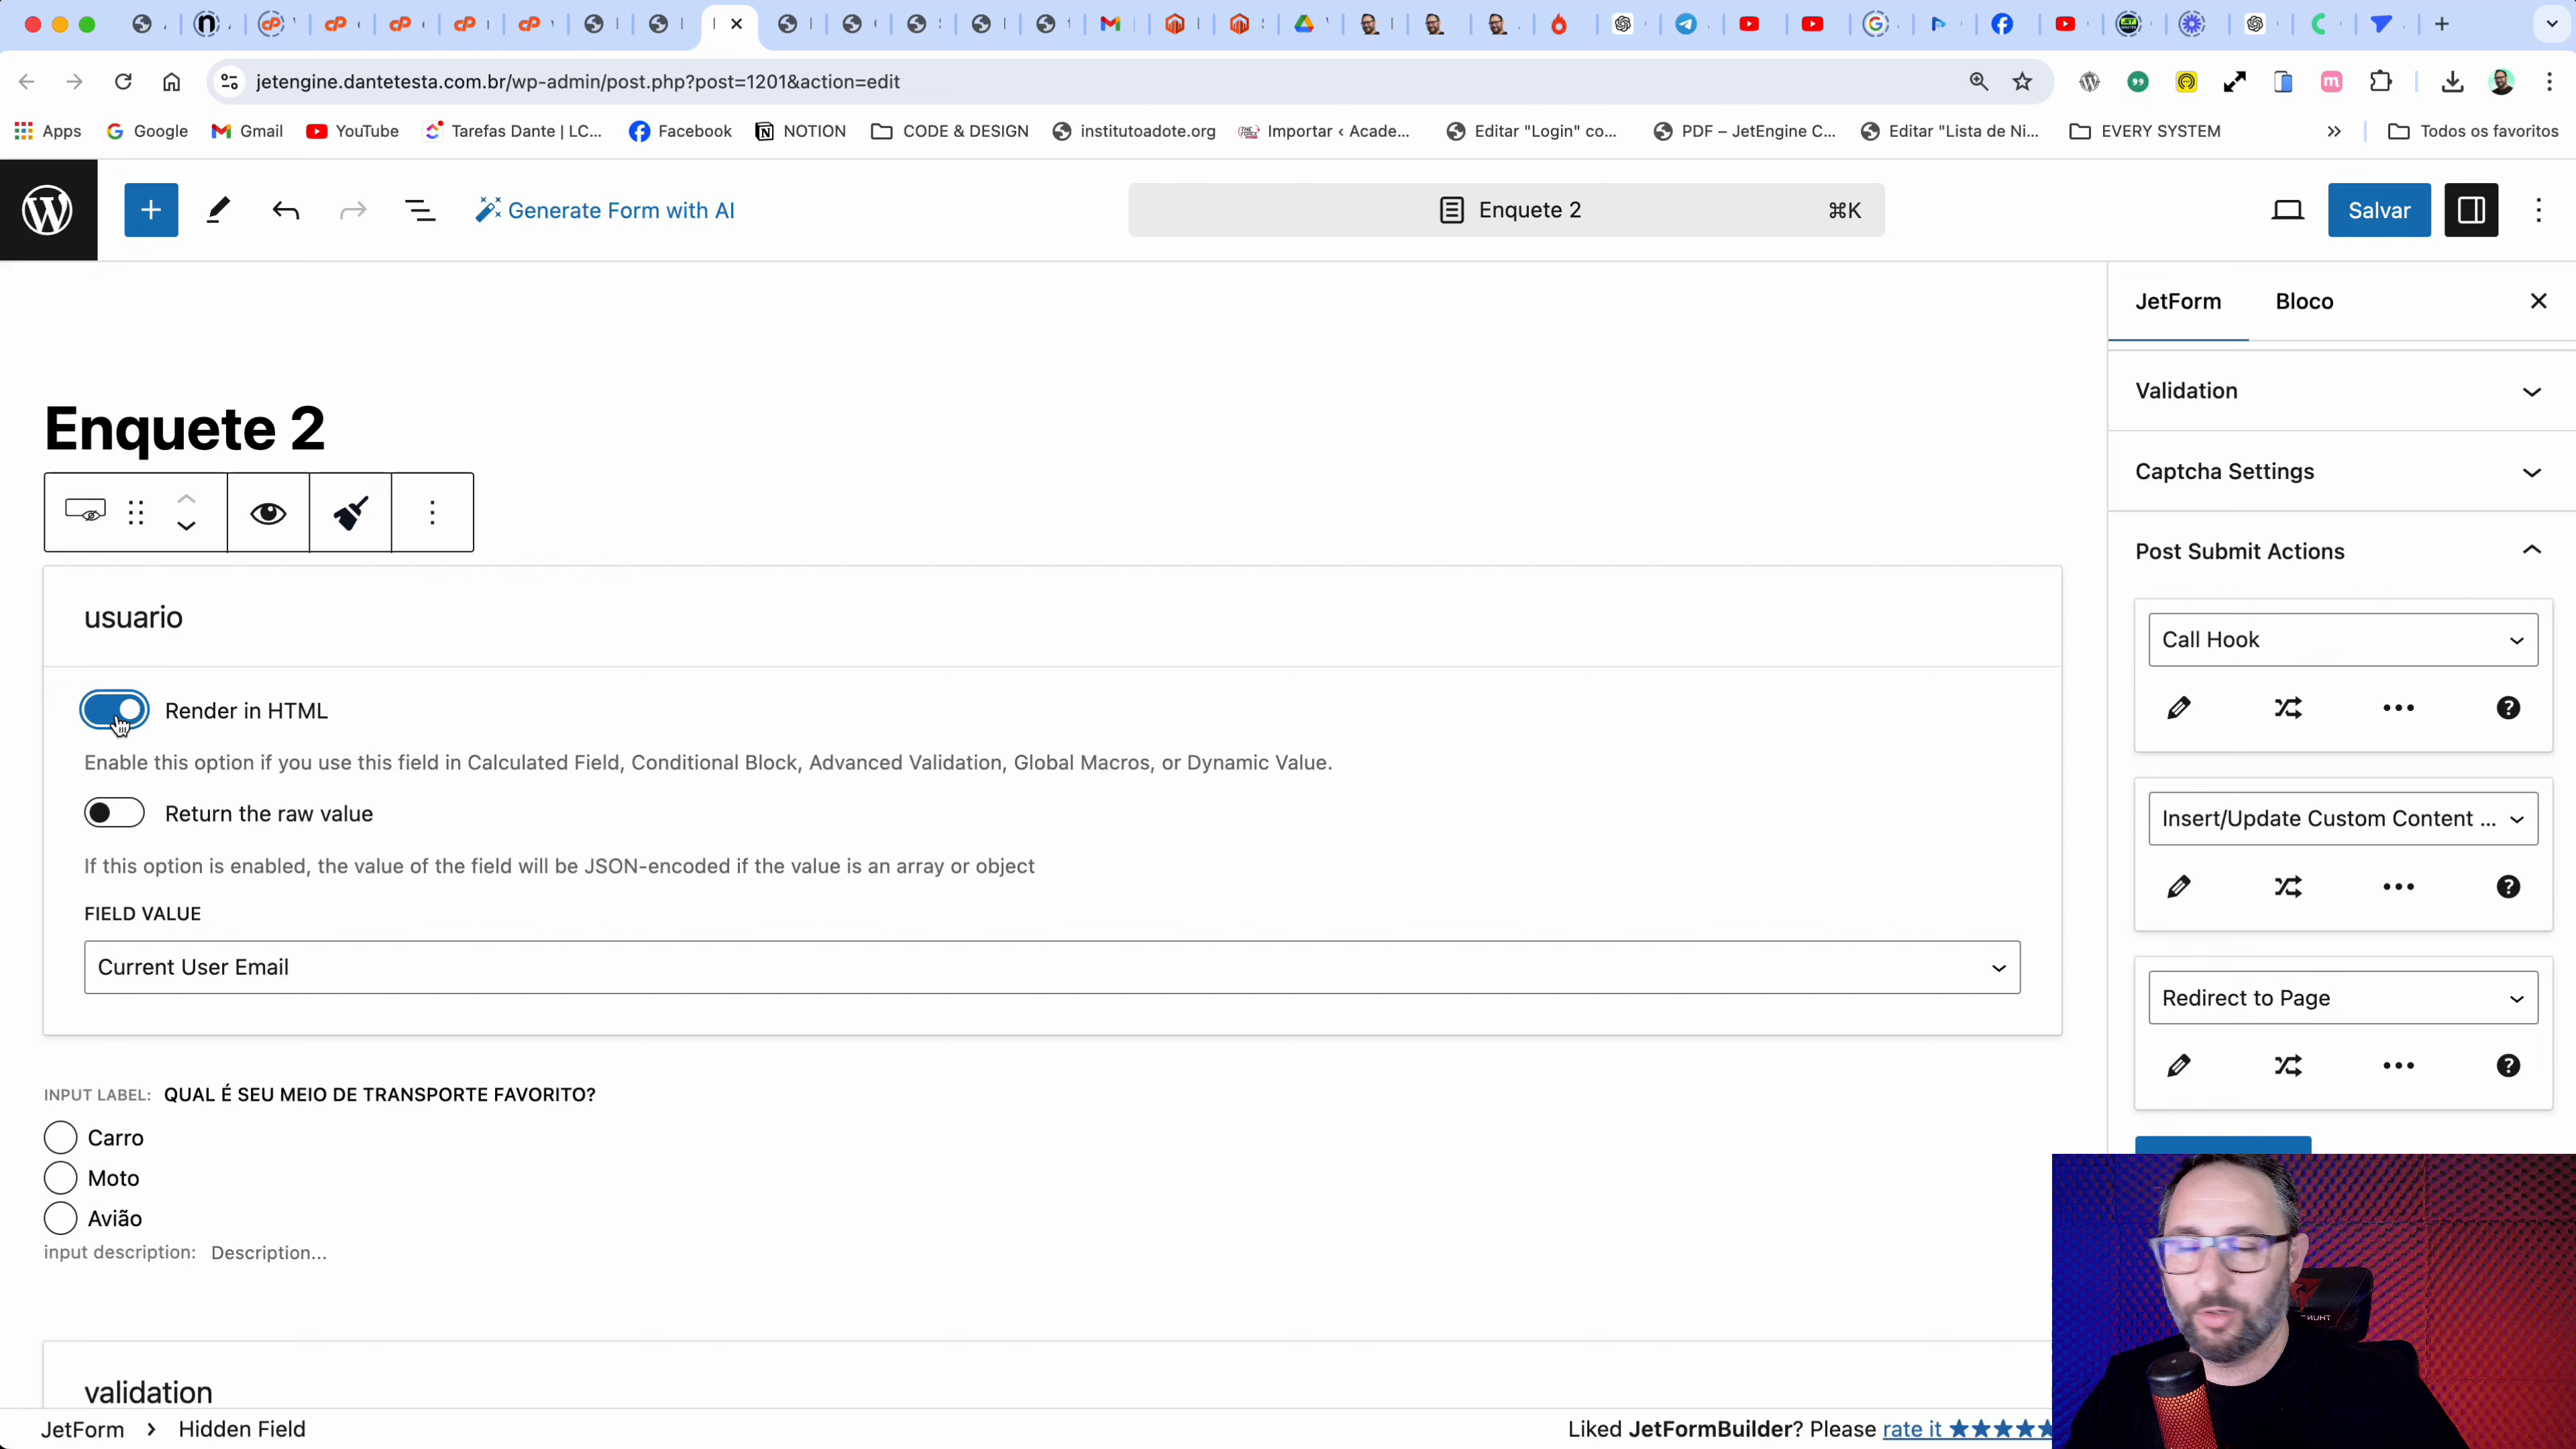 jetengine.dantetesta.com.br/wp-admin/post.php?post=1201&action=edit
Apps Google Gmail YouTube Tarefas Dante | LC... Facebook NOTION CODE & DESIGN institutoadote.org Importar ‹ Acade... Editar "Login" co... PDF – JetEngine C... Editar "Lista de Ni... EVERY SYSTEM » Todos os favoritos
Generate Form with AI
Enquete 2 ⌘K
Salvar
JetForm Bloco
Validation
Captcha Settings
Post Submit Actions
Call Hook
Insert/Update Custom Content ...
Redirect to Page
Enquete 2
usuario
Render in HTML
Enable this option if you use this field in Calculated Field, Conditional Block, Advanced Validation, Global Macros, or Dynamic Value.
Return the raw value
If this option is enabled, the value of the field will be JSON-encoded if the value is an array or object
FIELD VALUE
Current User Email
INPUT LABEL: QUAL É SEU MEIO DE TRANSPORTE FAVORITO?
Carro
Moto
Avião
input description: Description...
validation
JetForm › Hidden Field
Liked JetFormBuilder? Please rate it ★★★★★